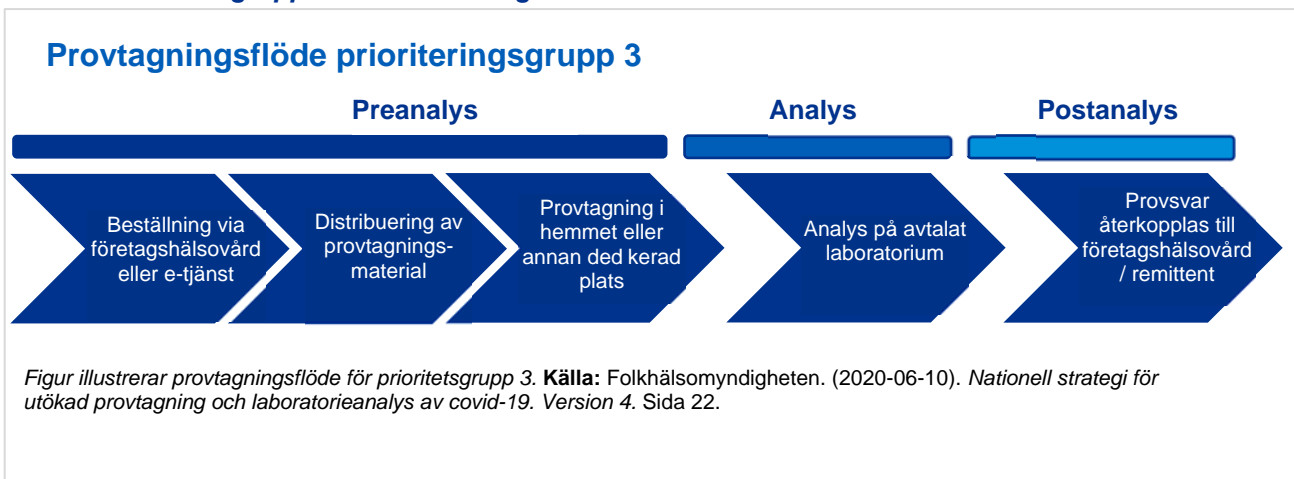 Provtagningsflöde prioriteringsgrupp 3
Preanalys
Analys
Postanalys
Beställning via
företagshälsovård
eller e-tjänst
Distribuering av
provtagnings-
material
Provtagning i
hemmet eller
annan ded kerad
plats
Analys på avtalat
laboratorium
Provsvar
återkopplas till
företagshälsovård
/ remittent
Figur illustrerar provtagningsflöde för prioritetsgrupp 3. Källa: Folkhälsomyndigheten. (2020-06-10). Nationell strategi för
utökad provtagning och laboratorieanalys av covid-19. Version 4. Sida 22.